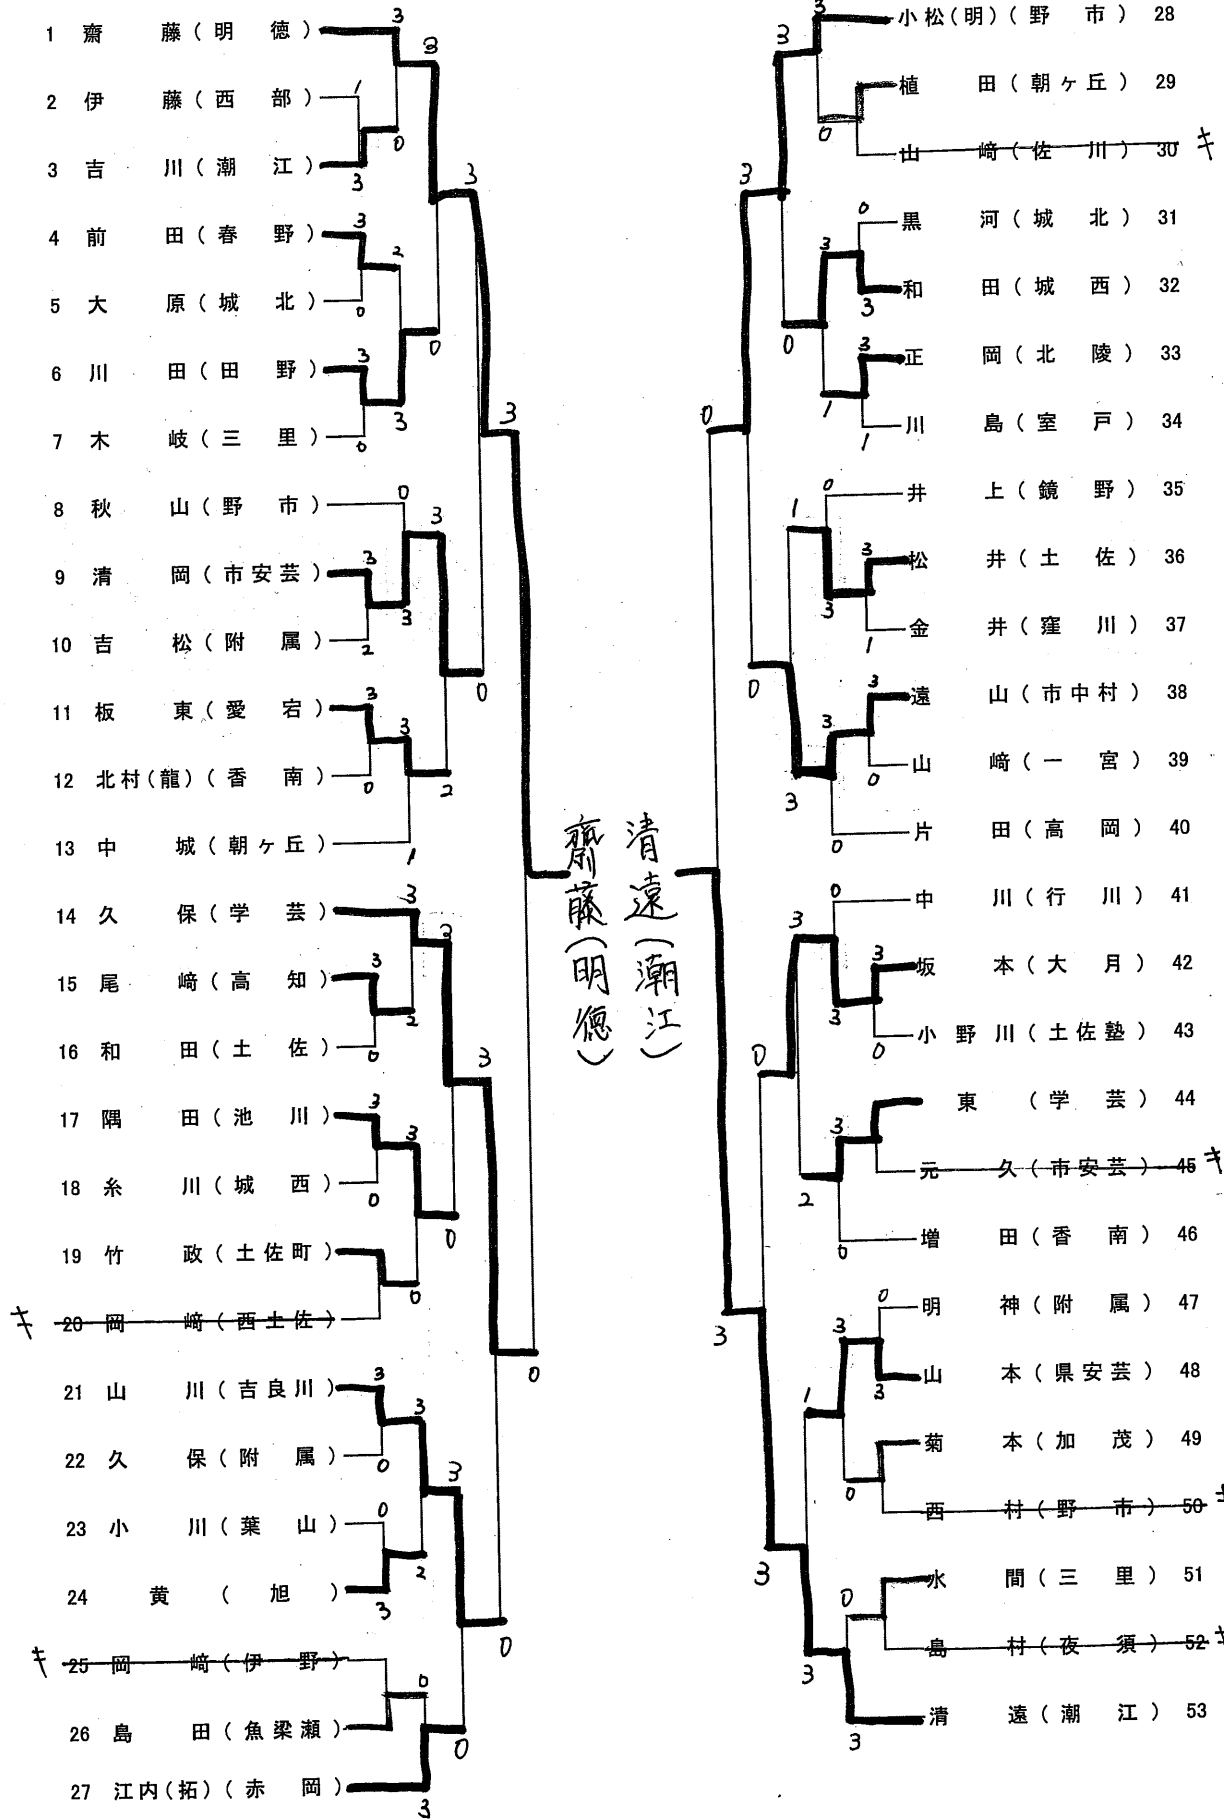 1 齋藤(明徳)
2 伊藤(西部)
3 吉川(潮江)
4 前田(春野)
5 大原(城北)
6 川田(田野)
7 木岐(三里)
8 秋山(野市)
9 清岡(市安芸)
10 吉松(附属)
11 板東(愛宕)
12 北村(龍)(香南)
13 中城(朝ヶ丘)
14 久保(学芸)
15 尾﨑(高知)
16 和田(土佐)
17 隅田(池川)
18 糸川(城西)
19 竹政(土佐町)
キ 20 岡﨑(西土佐)
21 山川(吉良川)
22 久保(附属)
23 小川(葉山)
24 黄(旭)
キ 25 岡﨑(伊野)
26 島田(魚梁瀬)
27 江内(拓)(赤岡)
齋藤(明徳)
清遠(潮江)
小松(明)(野市) 28
植田(朝ヶ丘) 29
山﨑(佐川) 30 キ
黒河(城北) 31
和田(城西) 32
正岡(北陵) 33
川島(室戸) 34
井上(鏡野) 35
松井(土佐) 36
金井(窪川) 37
遠山(市中村) 38
山﨑(一宮) 39
片田(高岡) 40
中川(行川) 41
坂本(大月) 42
小野川(土佐塾) 43
東(学芸) 44
元久(市安芸) 45 キ
増田(香南) 46
明神(附属) 47
山本(県安芸) 48
菊本(加茂) 49
西村(野市) 50 キ
水間(三里) 51
島村(夜須) 52 キ
清遠(潮江) 53